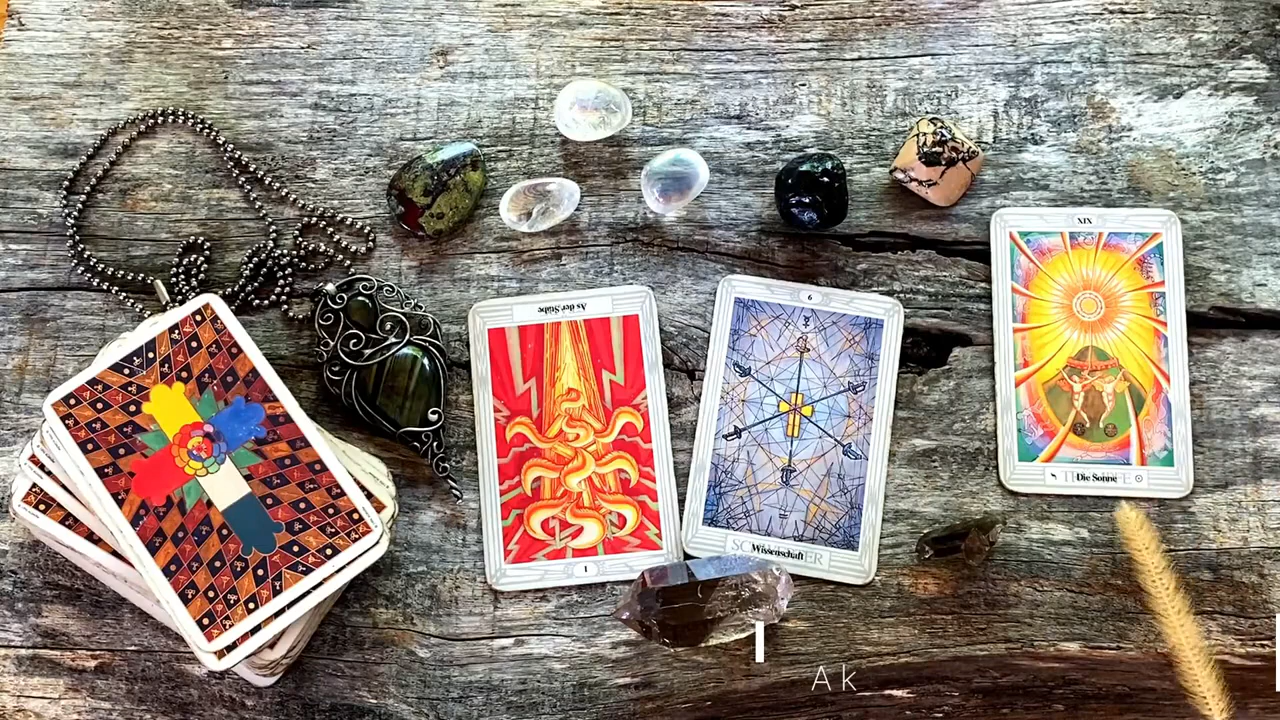 XIX
As der Stäbe
6
Die Sonne
Wissenschaft
1
I
Ak